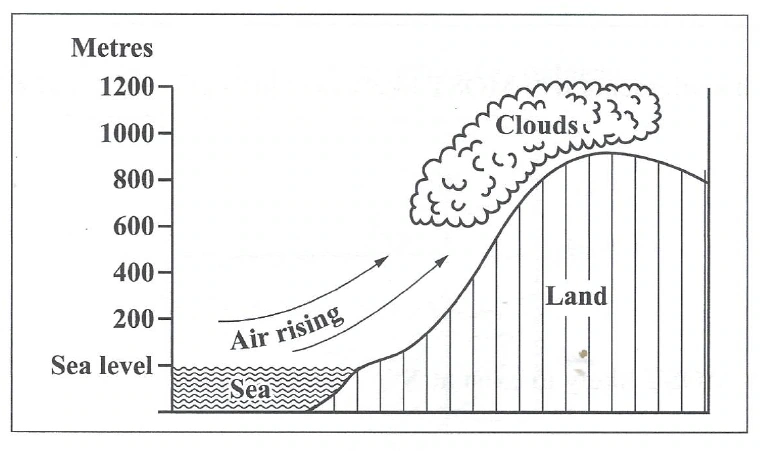 Metres
1200
1000
800
600
400
200
Sea level
Clouds
Air rising
Land
Sea